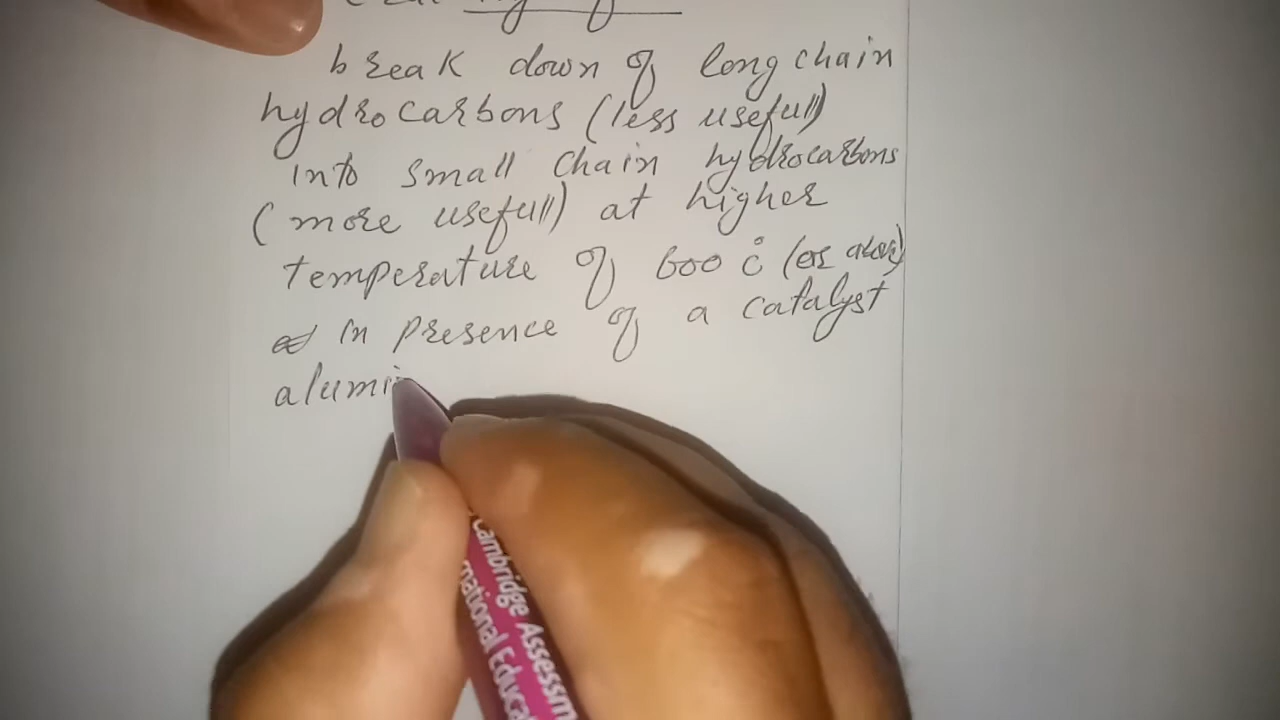 break down of long chain
hydrocarbons (less usefull)
into small chain hydrocarbons
(more usefull) at higher
temperature of 600 c (or above)
in presence of a catalyst
alumi
Cambridge Assessm
rnational Educa